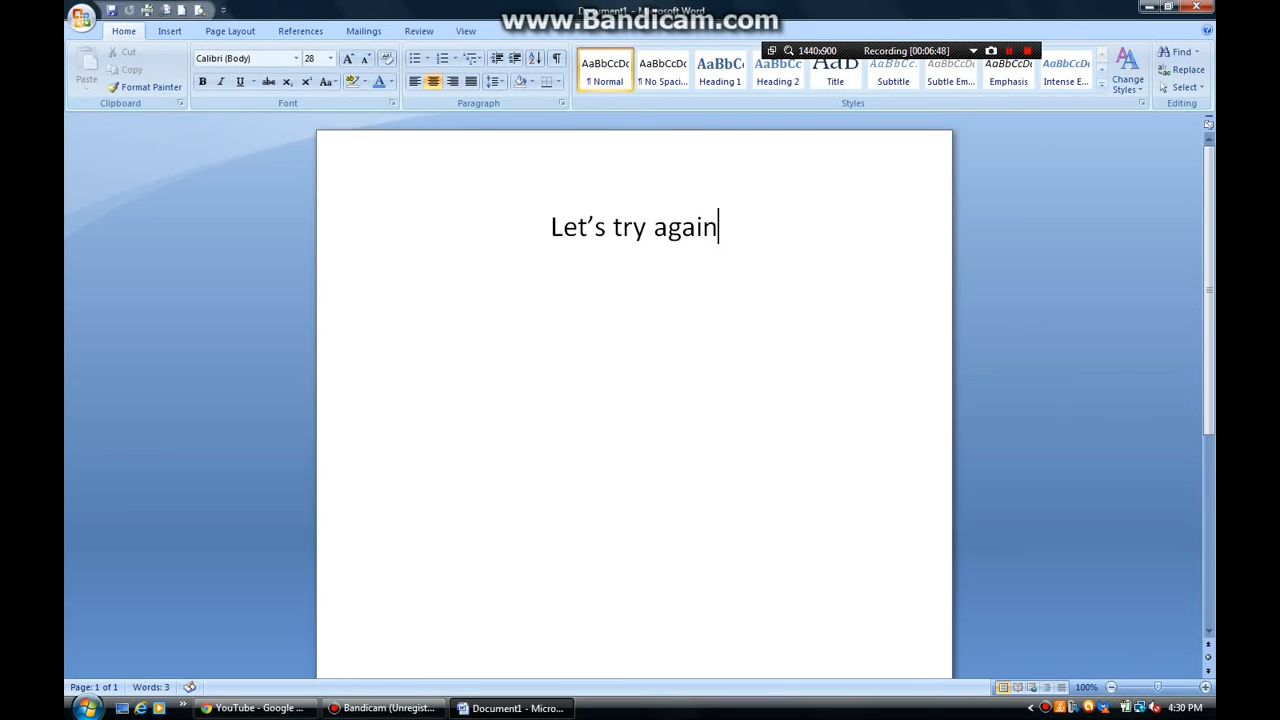 www.Bandicam.com
Document1 - Microsoft Word
Home Insert Page Layout References Mailings Review View
1440x900 Recording [00:06:48]
Cut
Copy
Paste
Format Painter
Calibri (Body) 28
AaBbCcDc AaBbCcDc AaBbC AaBbCc AaB AaBbCc. AaBbCcDc AaBbCcDc AaBbCcDc
¶ Normal ¶ No Spaci... Heading 1 Heading 2 Title Subtitle Subtle Em... Emphasis Intense E...
Change Styles
Find
Replace
Select
Clipboard Font Paragraph Styles Editing
Let’s try again
Page: 1 of 1 Words: 3 100%
YouTube - Google ... Bandicam (Unregist... Document1 - Micro... 4:30 PM